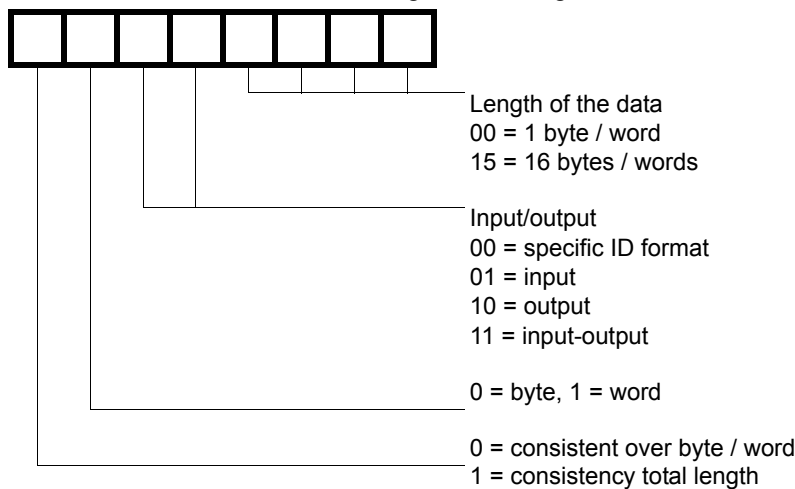 Length of the data
00 = 1 byte / word
15 = 16 bytes / words
Input/output
00 = specific ID format
01 = input
10 = output
11 = input-output
0 = byte, 1 = word
0 = consistent over byte / word
1 = consistency total length